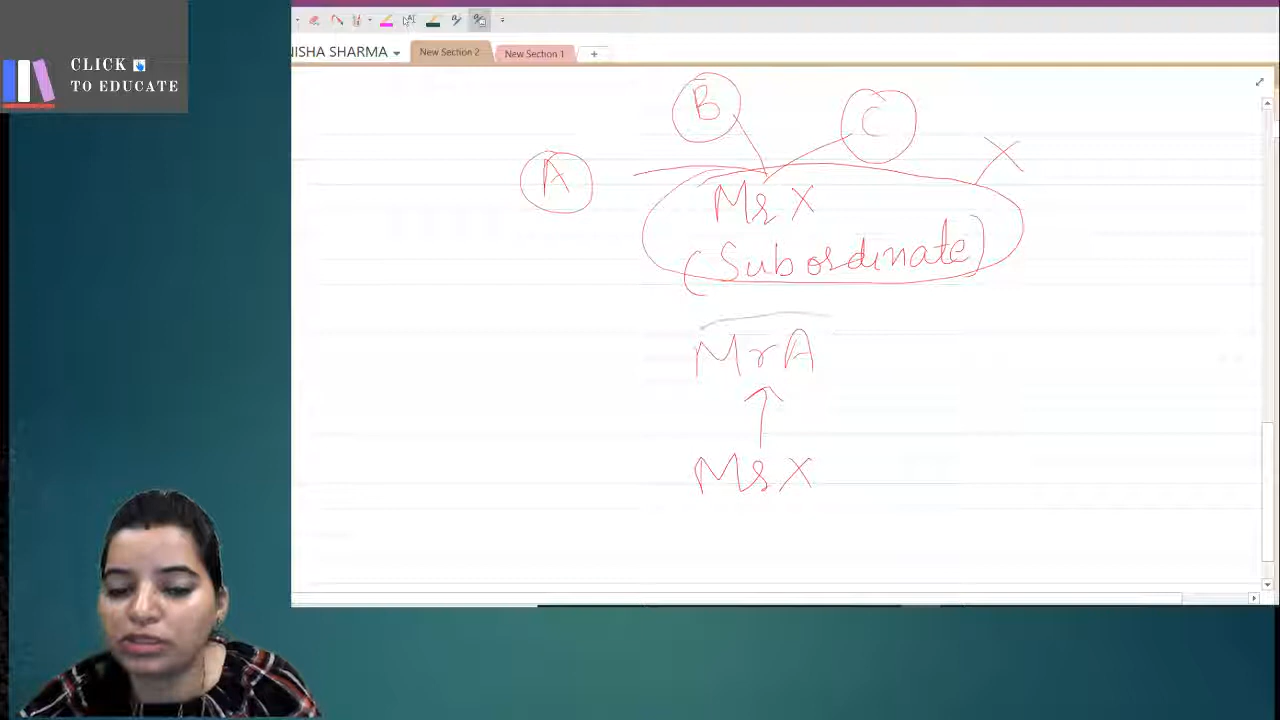 CLICK
TO EDUCATE
NISHA SHARMA
New Section 2
New Section 1
B
C
A
X
Mr X
(Subordinate)
Mr A
Mr X